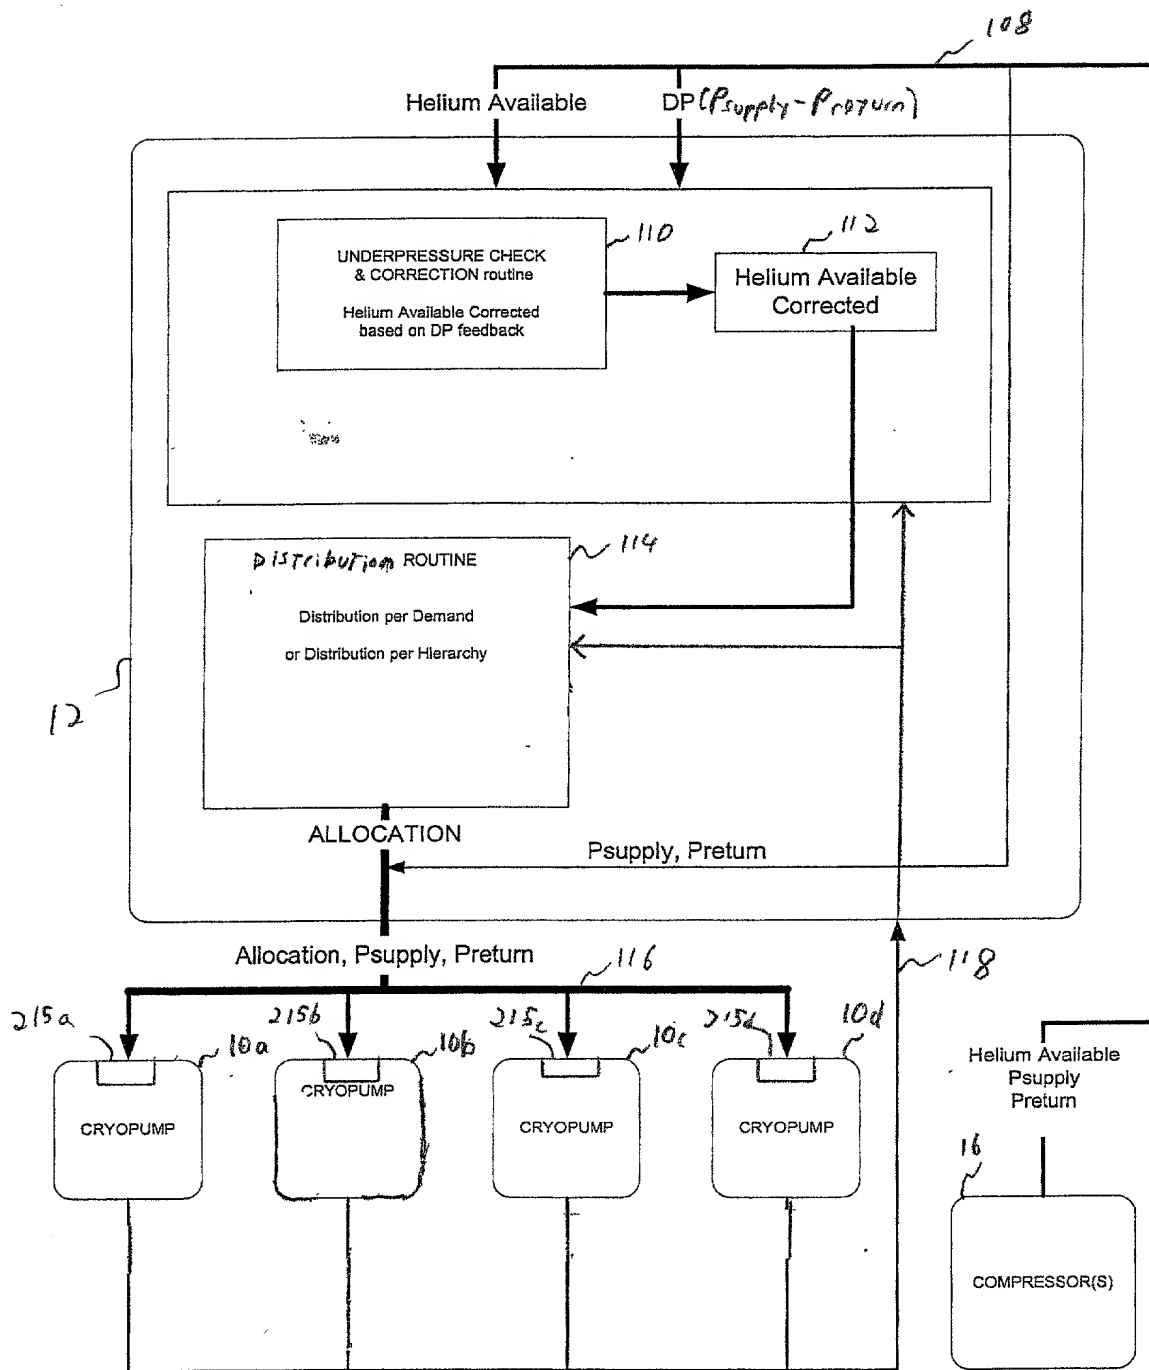 108
Helium Available
DP(Psupply-Preturn)
110
UNDERPRESSURE CHECK
& CORRECTION routine
Helium Available Corrected
based on DP feedback
112
Helium Available
Corrected
114
Distribution ROUTINE
Distribution per Demand
or Distribution per Hierarchy
12
ALLOCATION
Psupply, Preturn
Allocation, Psupply, Preturn
116
118
215a
10a
215b
10b
215c
10c
215d
10d
CRYOPUMP
CRYOPUMP
CRYOPUMP
CRYOPUMP
Helium Available
Psupply
Preturn
16
COMPRESSOR(S)